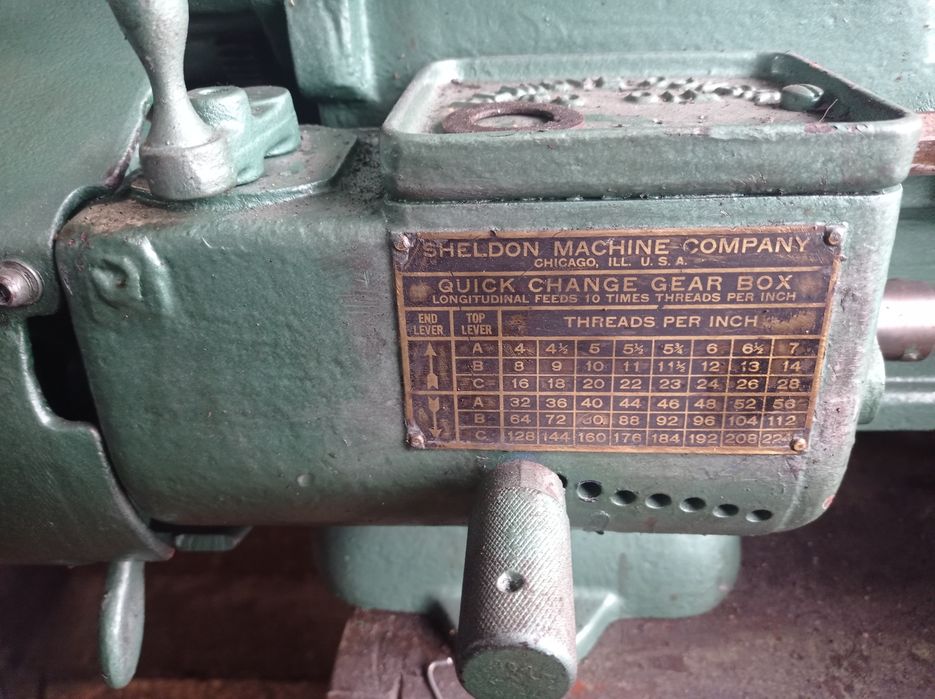 SHELDON MACHINE COMPANY
CHICAGO, ILL. U. S. A.
QUICK CHANGE GEAR BOX
LONGITUDINAL FEEDS 10 TIMES THREADS PER INCH
END LEVER TOP LEVER THREADS PER INCH
A 4 4½ 5 5½ 5¾ 6 6½ 7
B 8 9 10 11 11½ 12 13 14
C 16 18 20 22 23 24 26 28
A 32 36 40 44 46 48 52 56
B 64 72 80 88 92 96 104 112
C 128 144 160 176 184 192 208